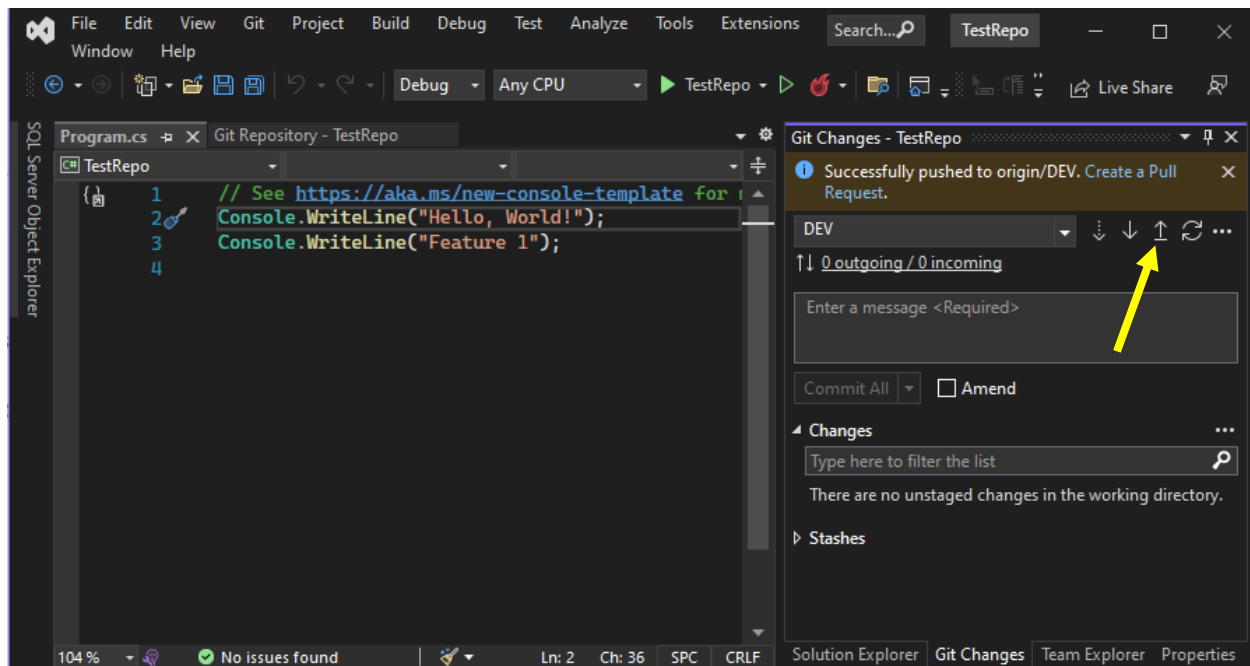 File Edit View Git Project Build Debug Test Analyze Tools Extensions Search... TestRepo
Window Help
Debug Any CPU TestRepo Live Share
SQL Server Object Explorer
Program.cs Git Repository - TestRepo
C# TestRepo
1 // See https://aka.ms/new-console-template for
2 Console.WriteLine("Hello, World!");
3 Console.WriteLine("Feature 1");
4
104 % No issues found Ln: 2 Ch: 36 SPC CRLF
Git Changes - TestRepo
Successfully pushed to origin/DEV. Create a Pull
Request.
DEV
0 outgoing / 0 incoming
Enter a message <Required>
Commit All Amend
Changes
Type here to filter the list
There are no unstaged changes in the working directory.
Stashes
Solution Explorer Git Changes Team Explorer Properties